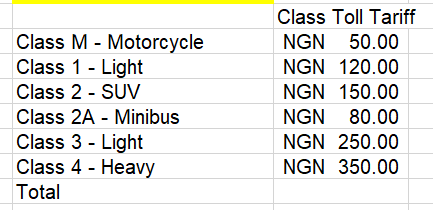 Class Toll Tariff
Class M - Motorcycle NGN 50.00
Class 1 - Light NGN 120.00
Class 2 - SUV NGN 150.00
Class 2A - Minibus NGN 80.00
Class 3 - Light NGN 250.00
Class 4 - Heavy NGN 350.00
Total